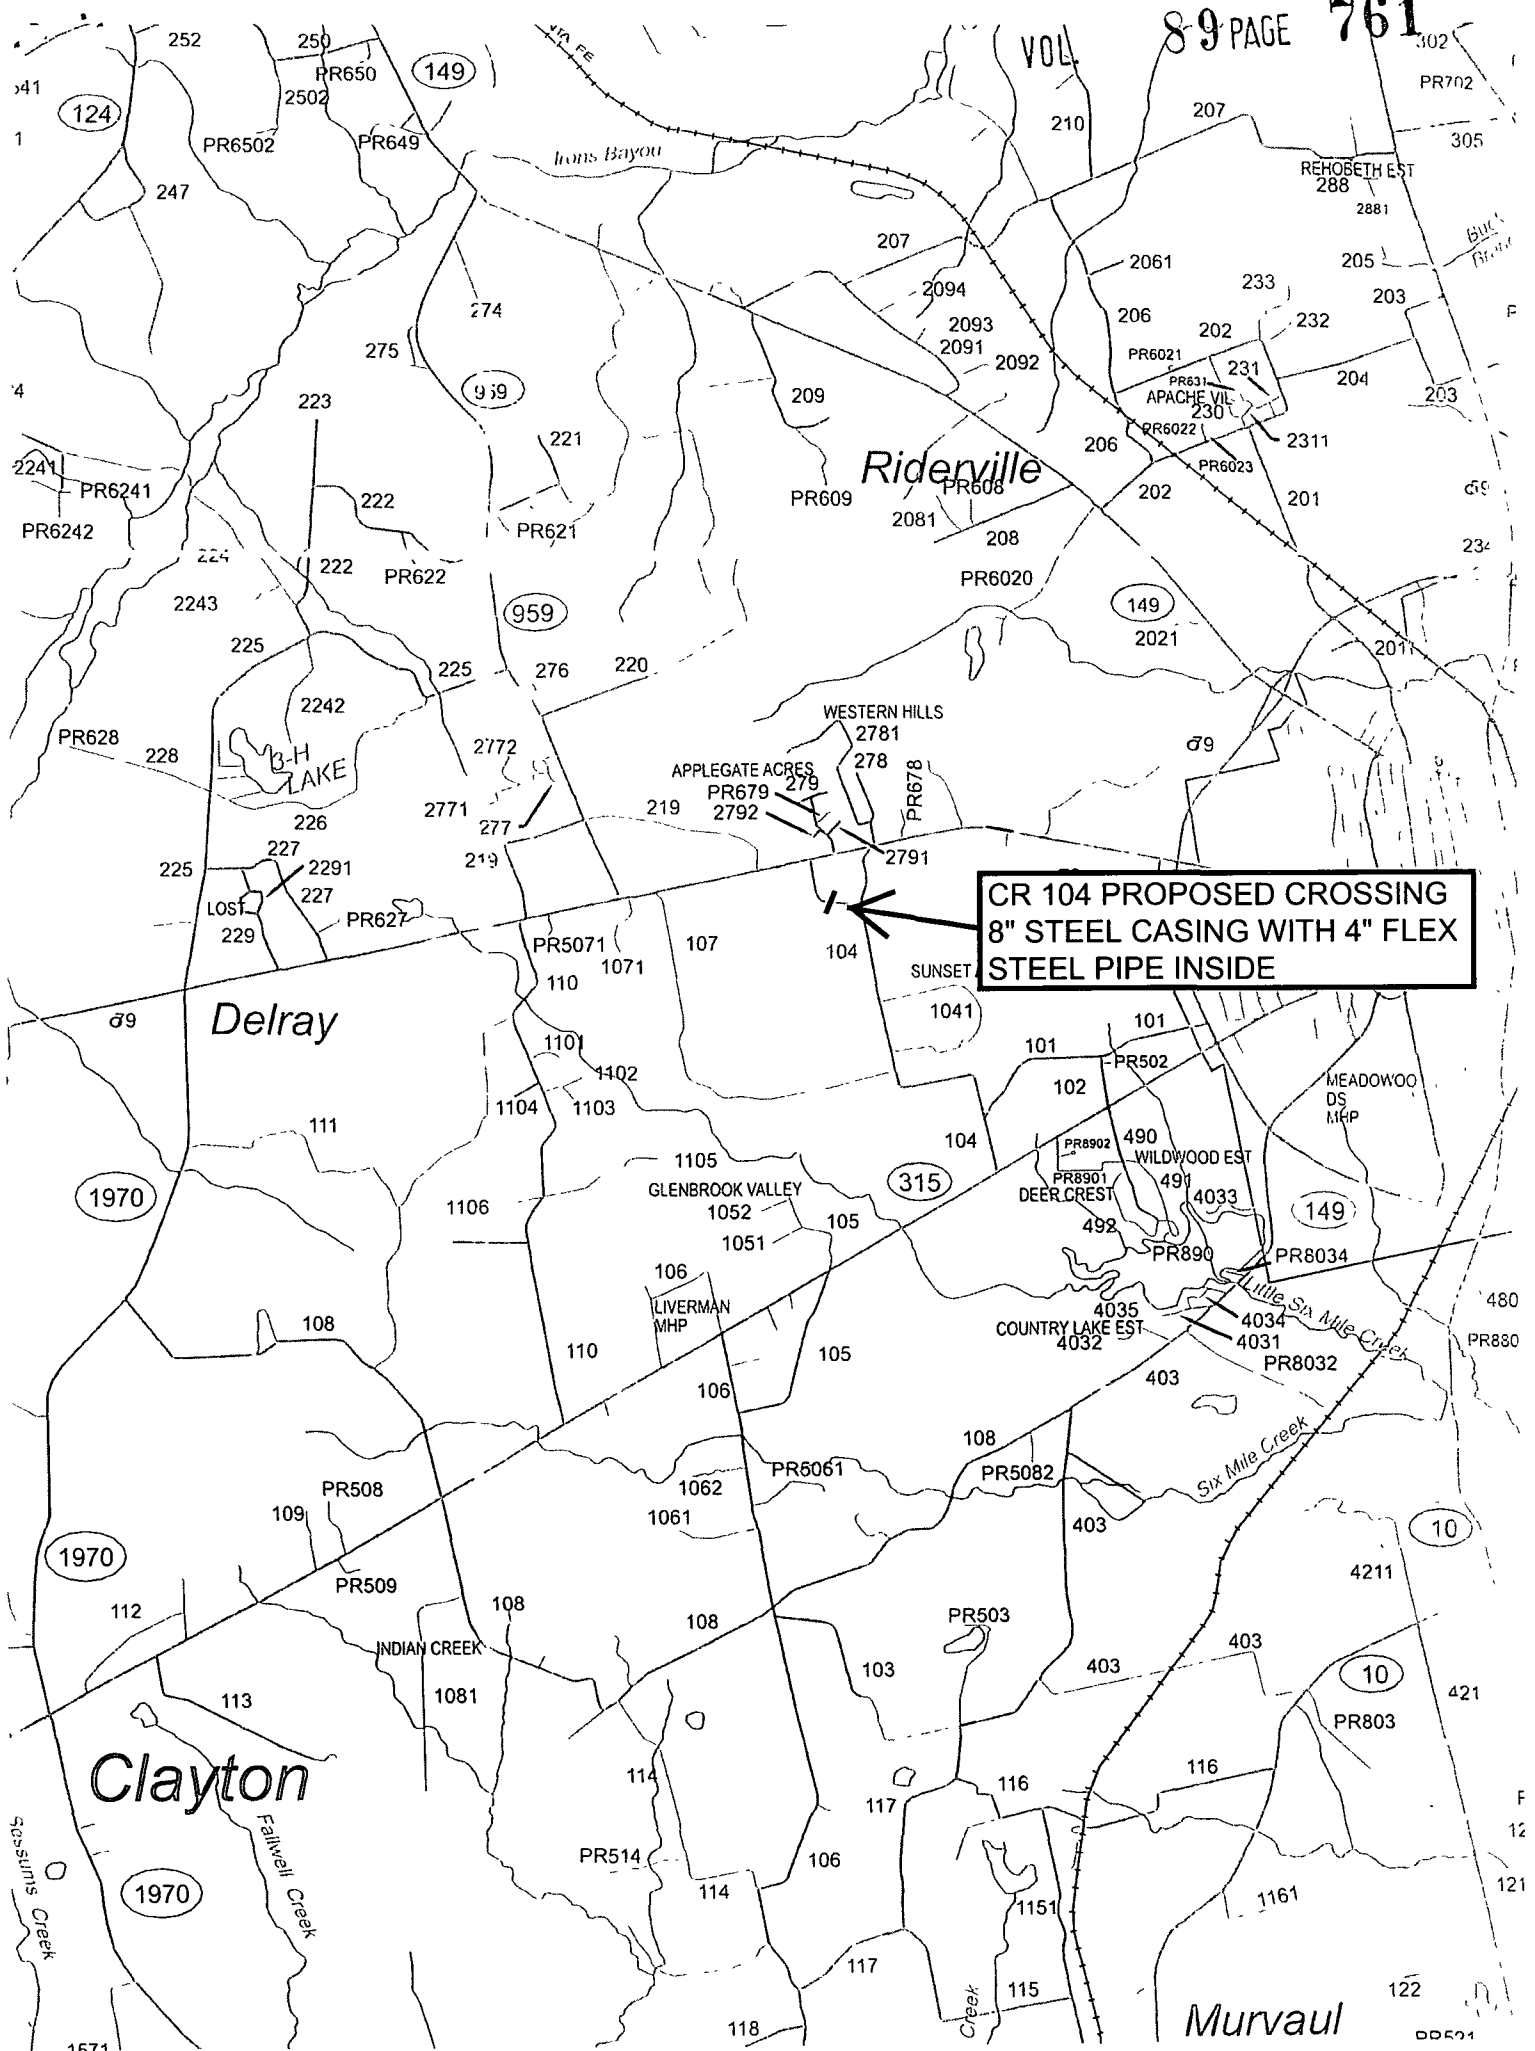 VOL. 89 PAGE 761
252
250
PR650
149
2502
124
PR6502
PR649
247
Irons Bayou
210
207
302
PR702
305
REHOBETH EST
288
2881
207
2061
205
233
203
274
2094
2093
2091
2092
206
202
232
275
PR6021
231
204
PR631
APACHE VIL
230
203
959
209
223
221
PR6022
2311
206
PR6023
2241
PR6241
222
Riderville
PR608
PR609
202
201
PR6242
PR621
2081
208
224
222
PR622
PR6020
2243
959
149
2021
225
225
276
220
2011
2242
WESTERN HILLS
2781
PR628
228
3-H
LAKE
2772
278
79
APPLEGATE ACRES
279
PR679
PR678
2771
219
2792
226
277
227
219
2791
225
2291
227
CR 104 PROPOSED CROSSING
8" STEEL CASING WITH 4" FLEX
STEEL PIPE INSIDE
LOST
PR627
229
PR5071
107
104
1071
SUNSET
110
1041
79
Delray
101
101
1101
PR502
1102
102
MEADOWOO
DS
MHP
1104
1103
111
104
PR8902
490
WILDWOOD EST
1105
1970
315
PR8901
491
GLENBROOK VALLEY
DEER CREST
4033
1106
1052
105
492
149
1051
PR890
PR8034
106
LIVERMAN
MHP
Little Six Mile Creek
480
4035
4034
108
COUNTRY LAKE EST
4032
4031
PR880
110
105
PR8032
106
403
108
PR5061
PR5082
Six Mile Creek
PR508
1062
109
1061
403
10
1970
PR509
4211
112
108
108
PR503
INDIAN CREEK
403
103
403
10
1081
113
421
PR803
Clayton
114
116
116
117
Fallwell Creek
PR514
106
Sessums Creek
1970
114
1151
1161
121
117
115
122
Creek
118
Murvaul
PR521
1571